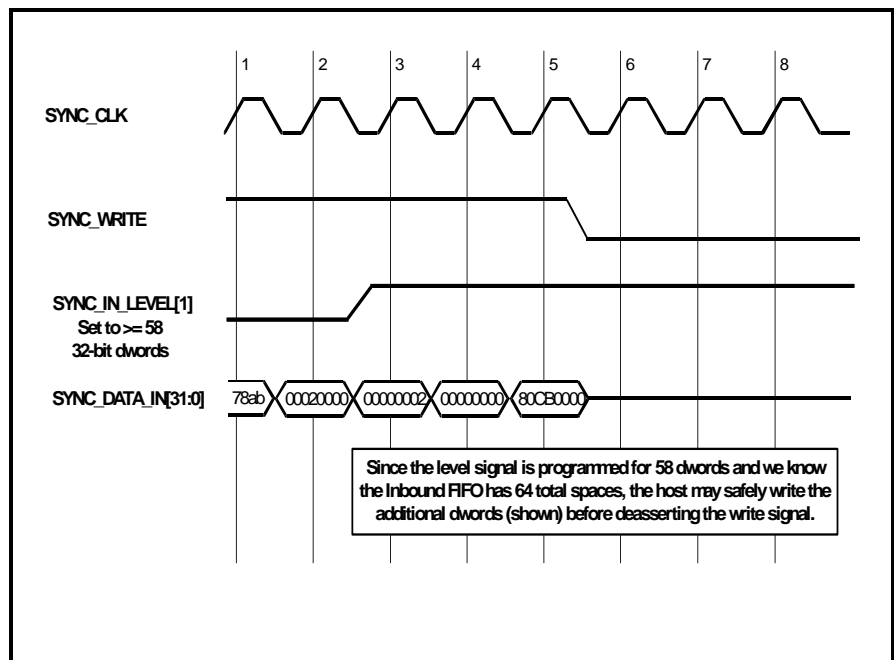 1 2 3 4 5 6 7 8
SYNC_CLK
SYNC_WRITE
SYNC_IN_LEVEL[1]
Set to >= 58
32-bit dwords
SYNC_DATA_IN[31:0]
78ab 00020000 00000002 00000000 80CB0000
Since the level signal is programmed for 58 dwords and we know
the Inbound FIFO has 64 total spaces, the host may safely write the
additional dwords (shown) before deasserting the write signal.